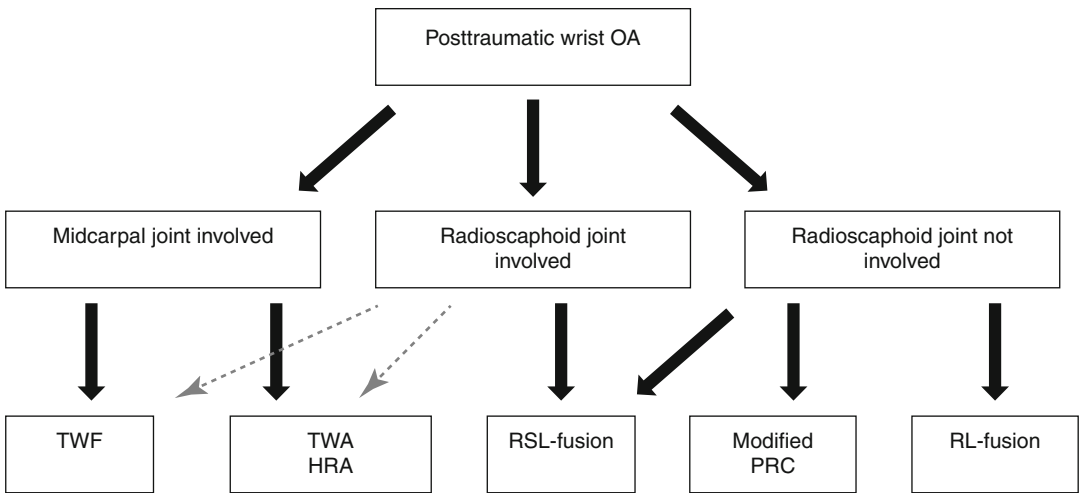 Posttraumatic wrist OA
Midcarpal joint involved
Radioscaphoid joint
involved
Radioscaphoid joint not
involved
TWF
TWA
HRA
RSL-fusion
Modified
PRC
RL-fusion